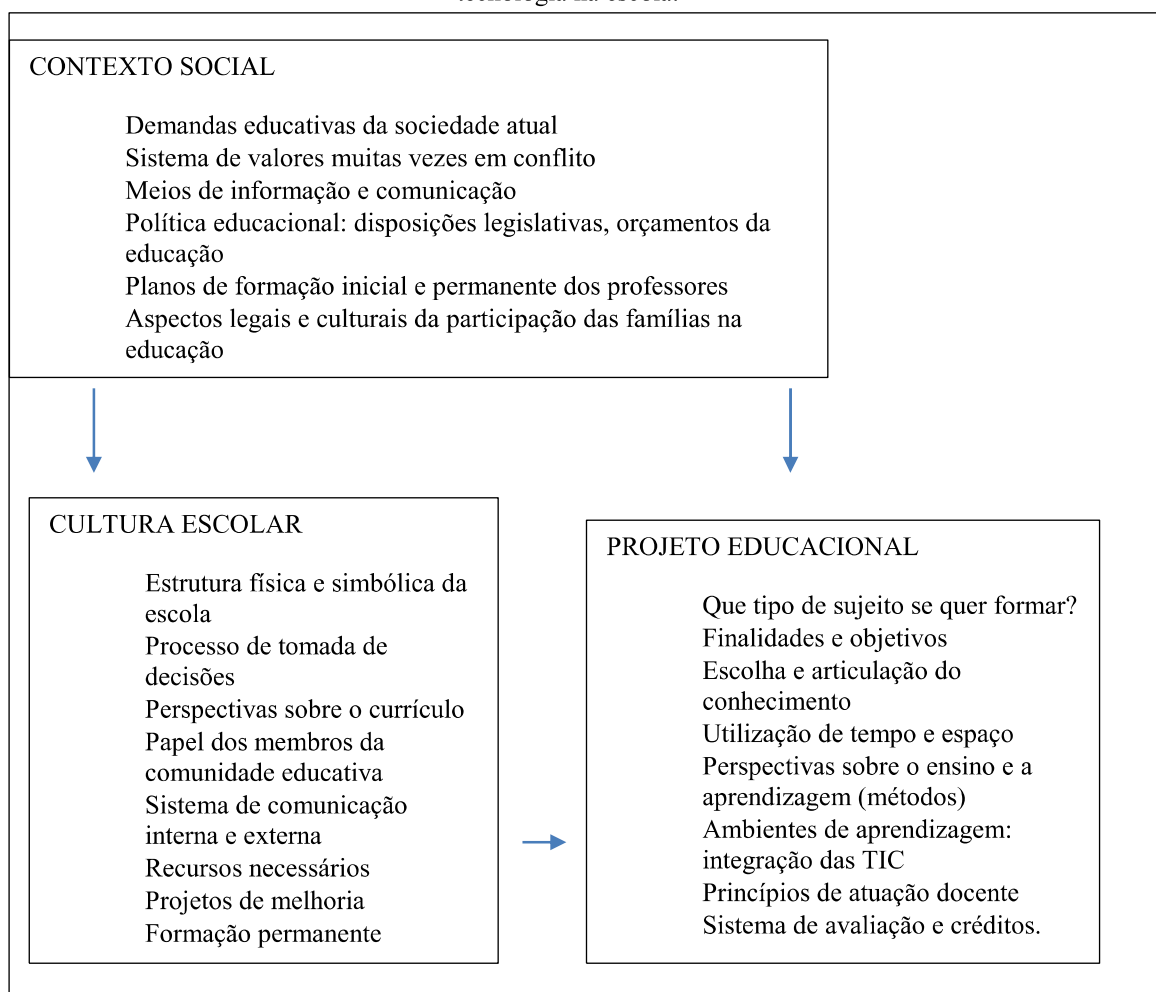 tecnologia na escola.
CONTEXTO SOCIAL
Demandas educativas da sociedade atual
Sistema de valores muitas vezes em conflito
Meios de informação e comunicação
Política educacional: disposições legislativas, orçamentos da
educação
Planos de formação inicial e permanente dos professores
Aspectos legais e culturais da participação das famílias na
educação
CULTURA ESCOLAR
Estrutura física e simbólica da
escola
Processo de tomada de
decisões
Perspectivas sobre o currículo
Papel dos membros da
comunidade educativa
Sistema de comunicação
interna e externa
Recursos necessários
Projetos de melhoria
Formação permanente
PROJETO EDUCACIONAL
Que tipo de sujeito se quer formar?
Finalidades e objetivos
Escolha e articulação do
conhecimento
Utilização de tempo e espaço
Perspectivas sobre o ensino e a
aprendizagem (métodos)
Ambientes de aprendizagem:
integração das TIC
Princípios de atuação docente
Sistema de avaliação e créditos.